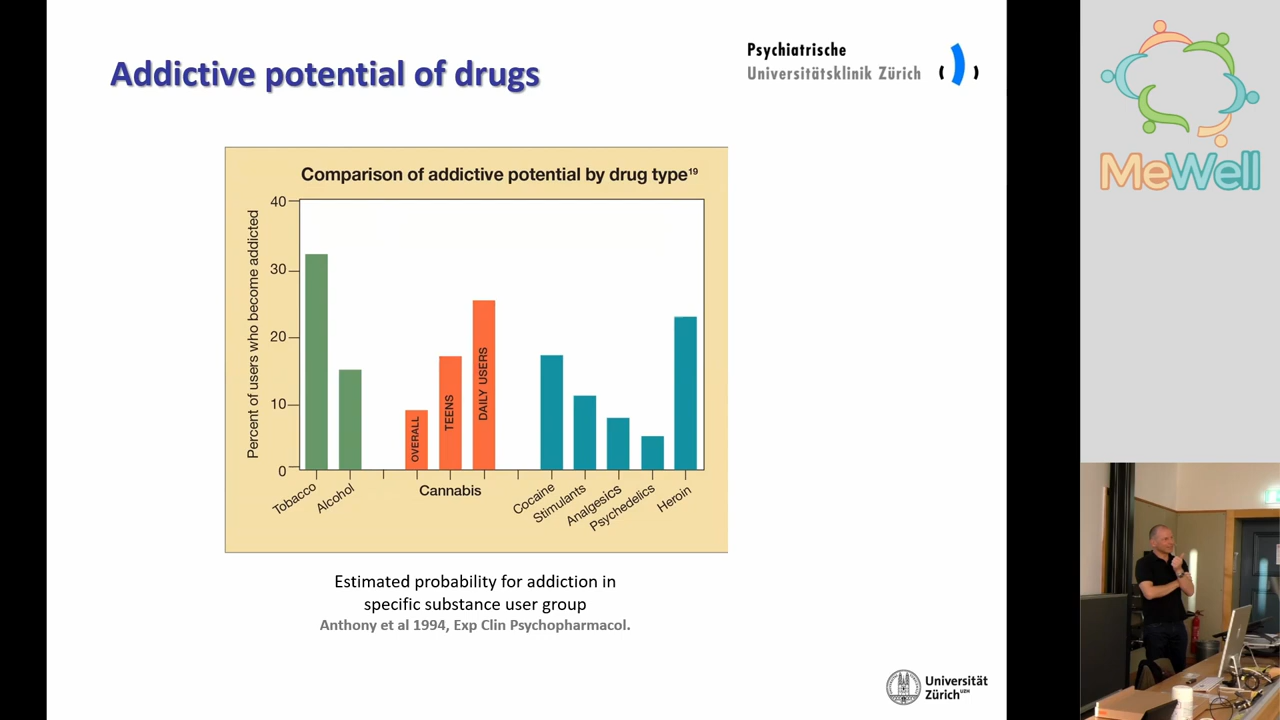 Addictive potential of drugs
Psychiatrische
Universitätsklinik Zürich
MeWell
Comparison of addictive potential by drug type¹⁹
Percent of users who become addicted
40
30
20
10
0
OVERALL
TEENS
DAILY USERS
Tobacco
Alcohol
Cannabis
Cocaine
Stimulants
Analgesics
Psychedelics
Heroin
Estimated probability for addiction in
specific substance user group
Anthony et al 1994, Exp Clin Psychopharmacol.
Universität
Zürich UZH